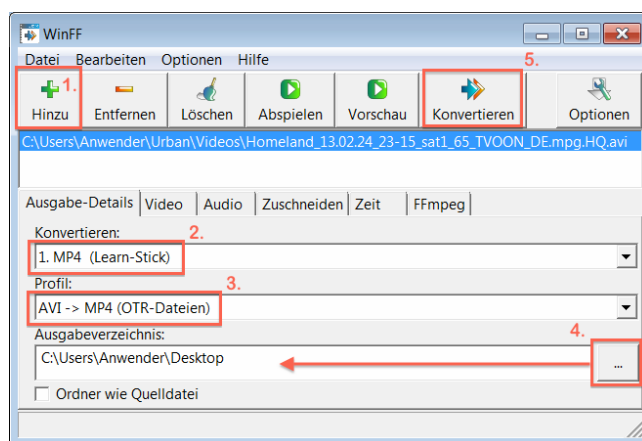 WinFF
Datei Bearbeiten Optionen Hilfe
5.
1.
Hinzu Entfernen Löschen Abspielen Vorschau Konvertieren Optionen
C:\Users\Anwender\Urban\Videos\Homeland_13.02.24_23-15_sat1_65_TVOON_DE.mpg.HQ.avi
Ausgabe-Details Video Audio Zuschneiden Zeit FFmpeg
Konvertieren: 2.
1. MP4 (Learn-Stick)
Profil: 3.
AVI -> MP4 (OTR-Dateien)
Ausgabeverzeichnis: 4.
C:\Users\Anwender\Desktop ...
Ordner wie Quelldatei